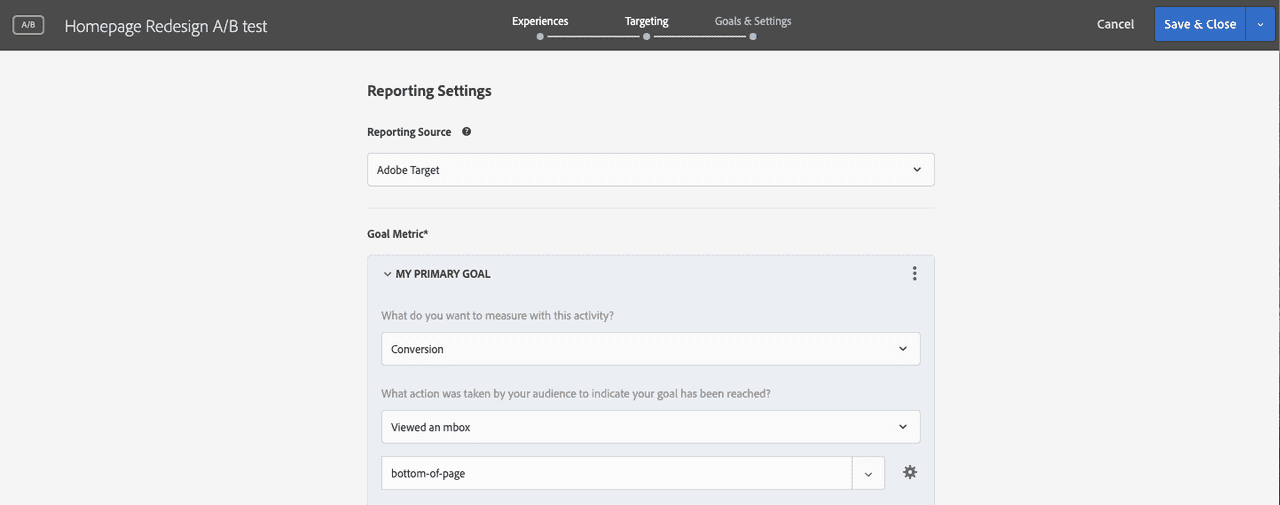 A/B
Homepage Redesign A/B test
Experiences
Targeting
Goals & Settings
Cancel
Save & Close
Reporting Settings
Reporting Source ?
Adobe Target
Goal Metric*
MY PRIMARY GOAL
What do you want to measure with this activity?
Conversion
What action was taken by your audience to indicate your goal has been reached?
Viewed an mbox
bottom-of-page